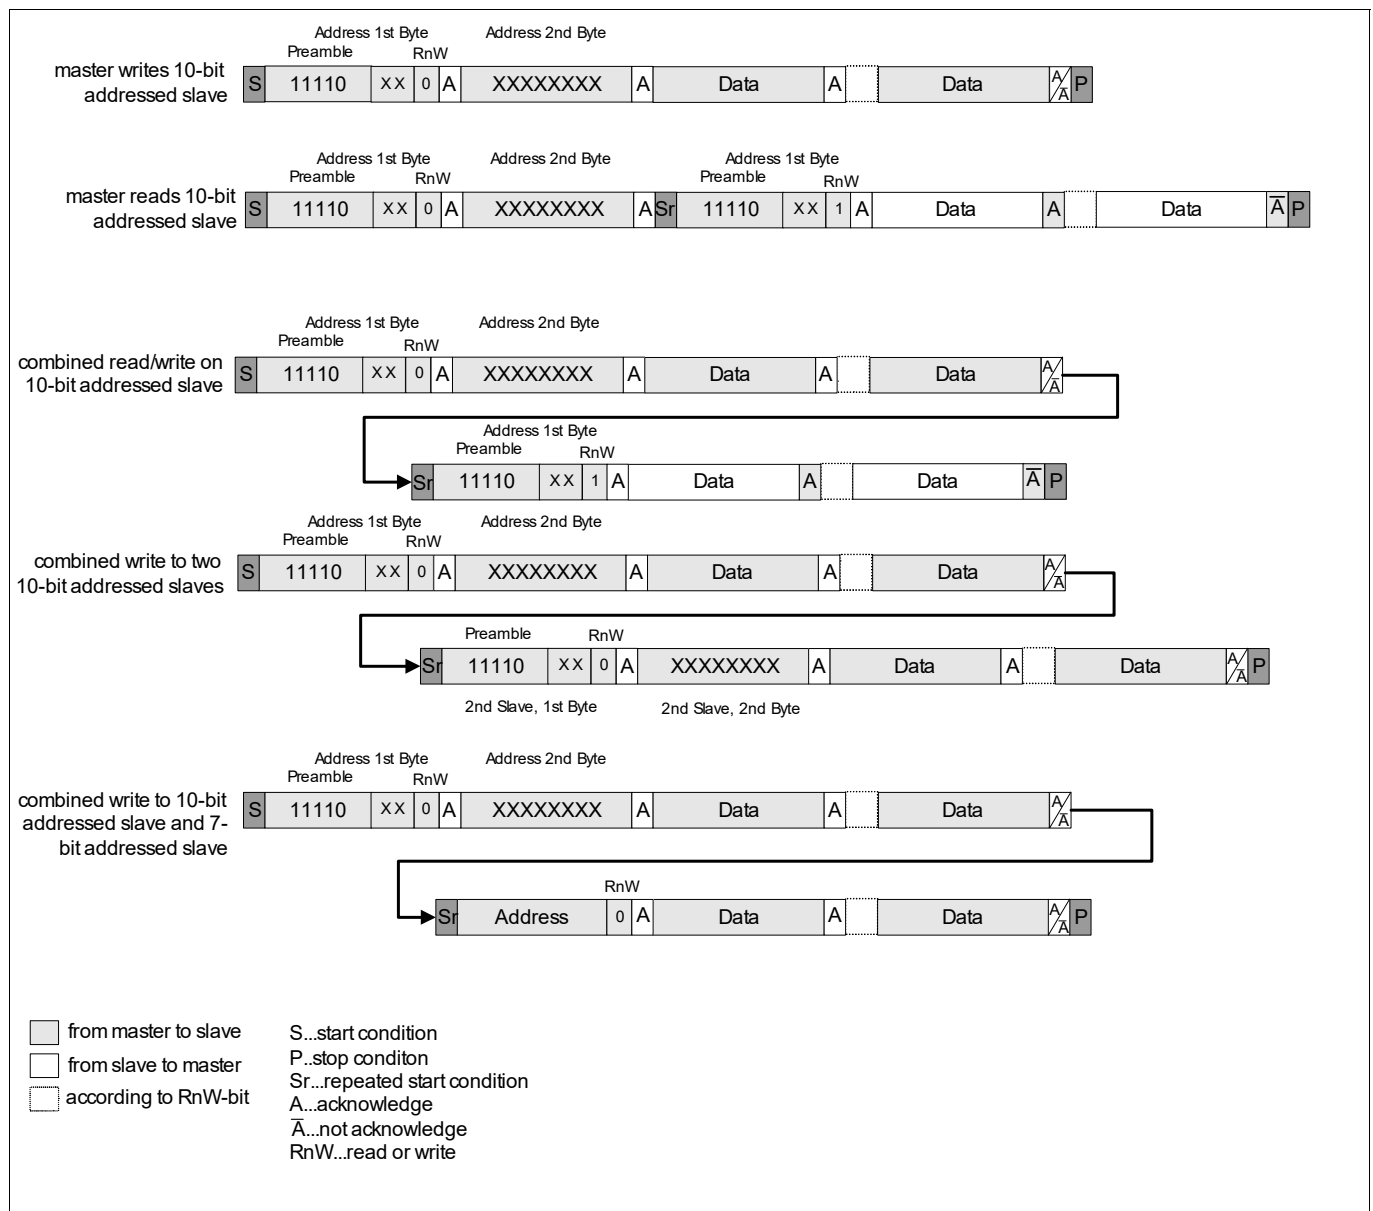 Address 1st Byte Address 2nd Byte
Preamble RnW
master writes 10-bit
addressed slave
S 11110 XX 0 A XXXXXXXX A Data A Data A/A̅ P
Address 1st Byte Address 2nd Byte Address 1st Byte
Preamble RnW Preamble RnW
master reads 10-bit
addressed slave
S 11110 XX 0 A XXXXXXXX A Sr 11110 XX 1 A Data A Data A̅ P
Address 1st Byte Address 2nd Byte
Preamble RnW
combined read/write on
10-bit addressed slave
S 11110 XX 0 A XXXXXXXX A Data A Data A/A̅
Address 1st Byte
Preamble RnW
Sr 11110 XX 1 A Data A Data A̅ P
Address 1st Byte Address 2nd Byte
Preamble RnW
combined write to two
10-bit addressed slaves
S 11110 XX 0 A XXXXXXXX A Data A Data A/A̅
Preamble RnW
Sr 11110 XX 0 A XXXXXXXX A Data A Data A/A̅ P
2nd Slave, 1st Byte 2nd Slave, 2nd Byte
Address 1st Byte Address 2nd Byte
Preamble RnW
combined write to 10-bit
addressed slave and 7-
bit addressed slave
S 11110 XX 0 A XXXXXXXX A Data A Data A/A̅
RnW
Sr Address 0 A Data A Data A/A̅ P
from master to slave
from slave to master
according to RnW-bit
S...start condition
P..stop conditon
Sr...repeated start condition
A...acknowledge
A̅...not acknowledge
RnW...read or write